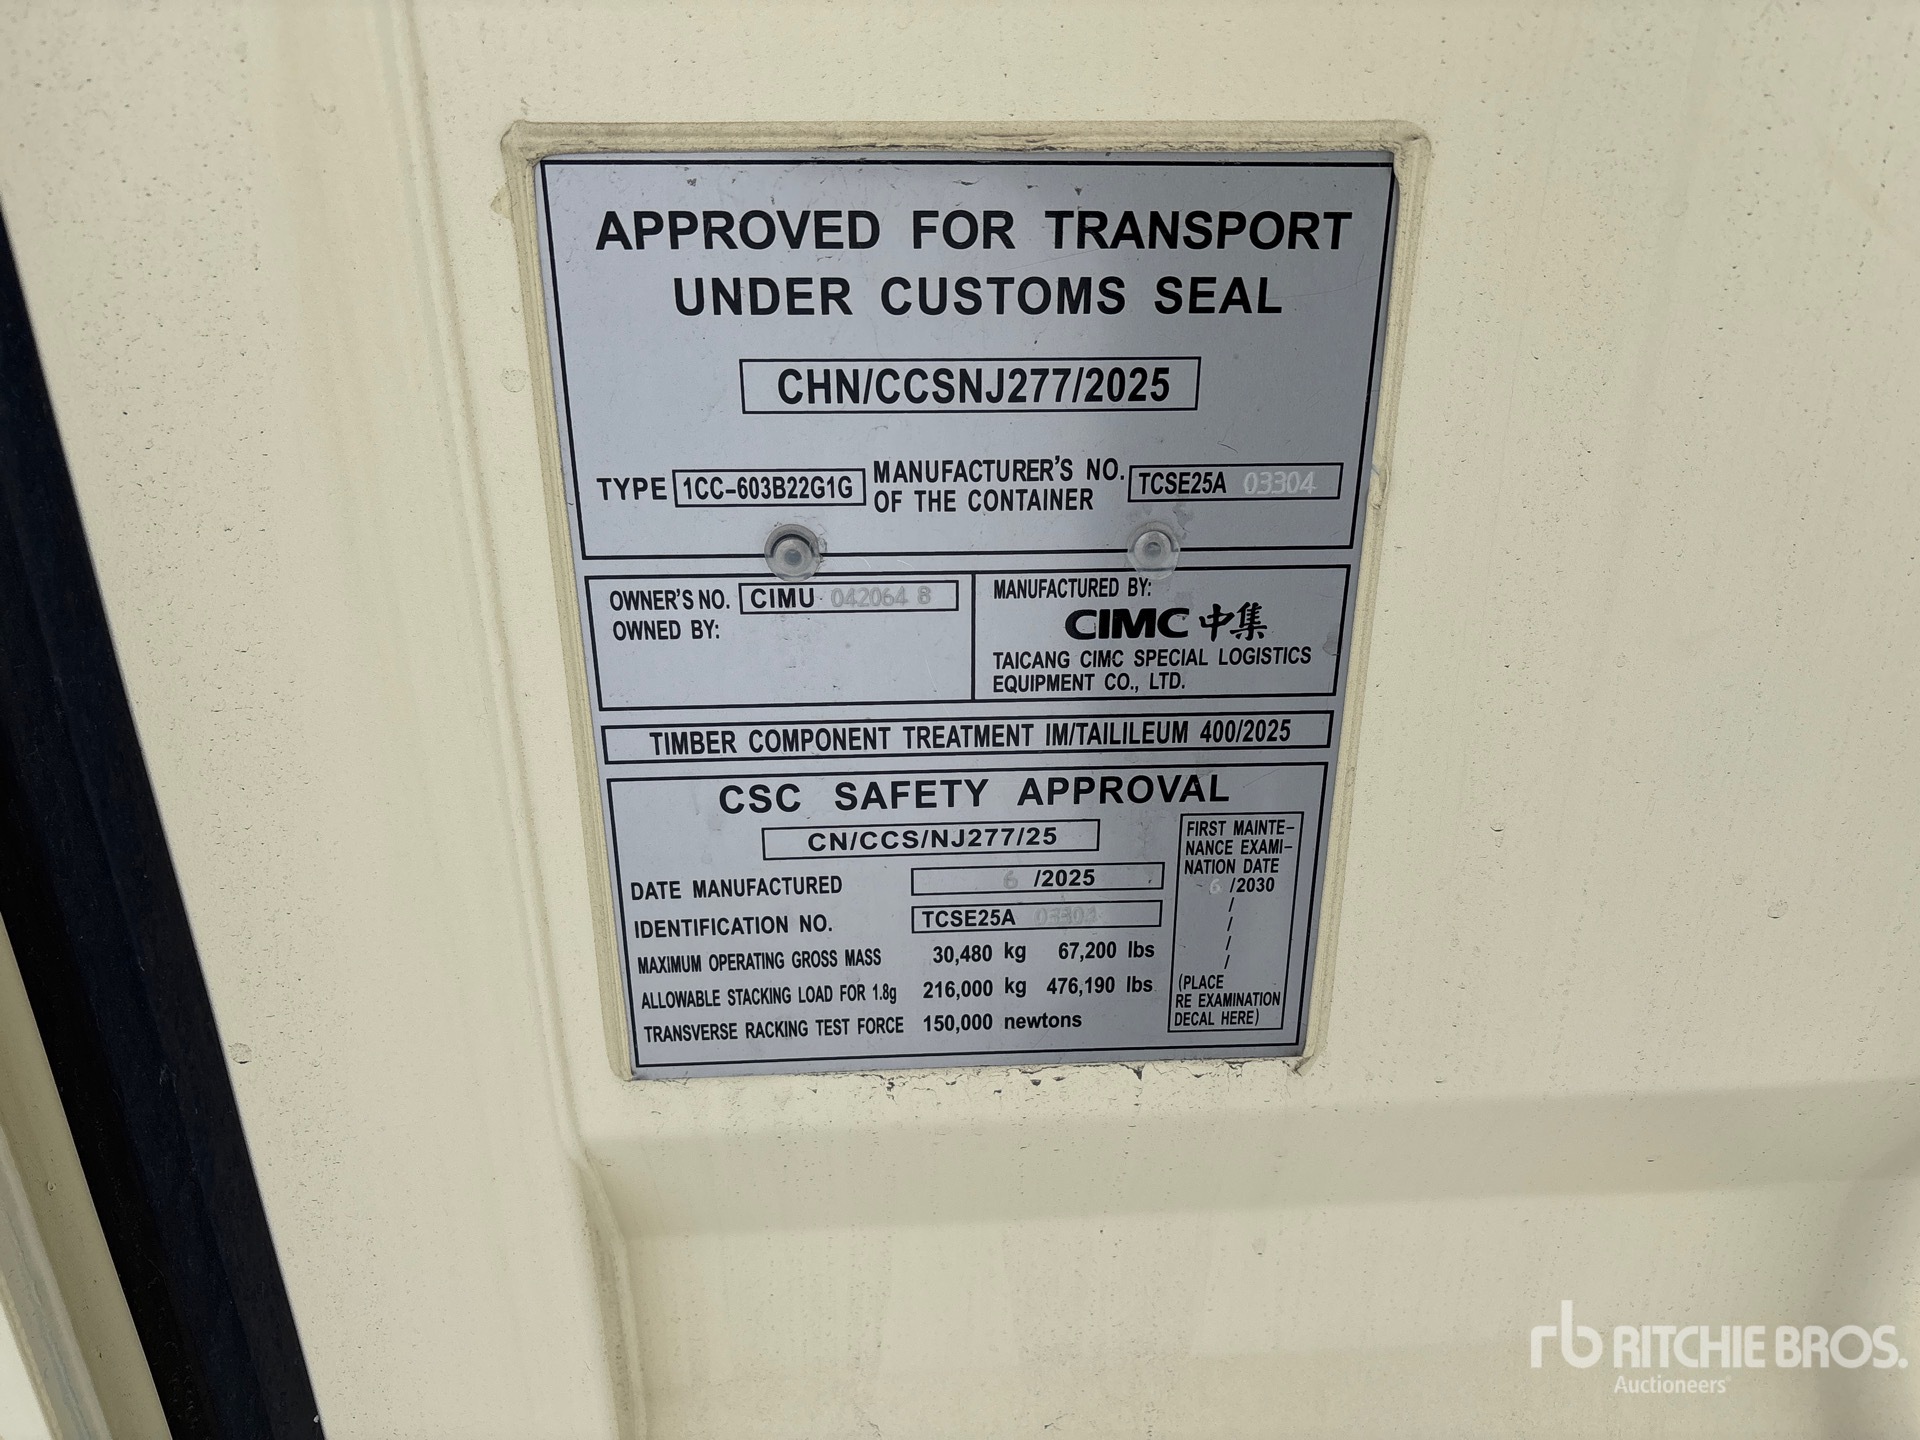 APPROVED FOR TRANSPORT
UNDER CUSTOMS SEAL
CHN/CCSNJ277/2025
TYPE 1CC-603B22G1G
MANUFACTURER'S NO.
OF THE CONTAINER
TCSE25A 03304
OWNER'S NO. CIMU 042064 8
OWNED BY:
MANUFACTURED BY:
CIMC 中集
TAICANG CIMC SPECIAL LOGISTICS
EQUIPMENT CO., LTD.
TIMBER COMPONENT TREATMENT IM/TAILILEUM 400/2025
CSC SAFETY APPROVAL
CN/CCS/NJ277/25
DATE MANUFACTURED 6 /2025
IDENTIFICATION NO. TCSE25A 03304
MAXIMUM OPERATING GROSS MASS 30,480 kg 67,200 lbs
ALLOWABLE STACKING LOAD FOR 1.8g 216,000 kg 476,190 lbs
TRANSVERSE RACKING TEST FORCE 150,000 newtons
FIRST MAINTE-
NANCE EXAMI-
NATION DATE
6 /2030
/
/
/
/
(PLACE
RE EXAMINATION
DECAL HERE)
rb RITCHIE BROS.
Auctioneers